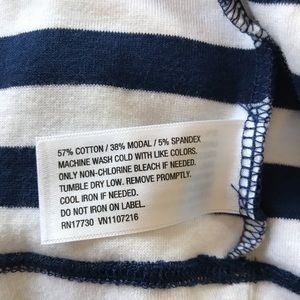 57% COTTON / 38% MODAL / 5% SPANDEX
MACHINE WASH COLD WITH LIKE COLORS.
ONLY NON-CHLORINE BLEACH IF NEEDED.
TUMBLE DRY LOW. REMOVE PROMPTLY.
COOL IRON IF NEEDED.
DO NOT IRON ON LABEL.
RN17730 VN1107216